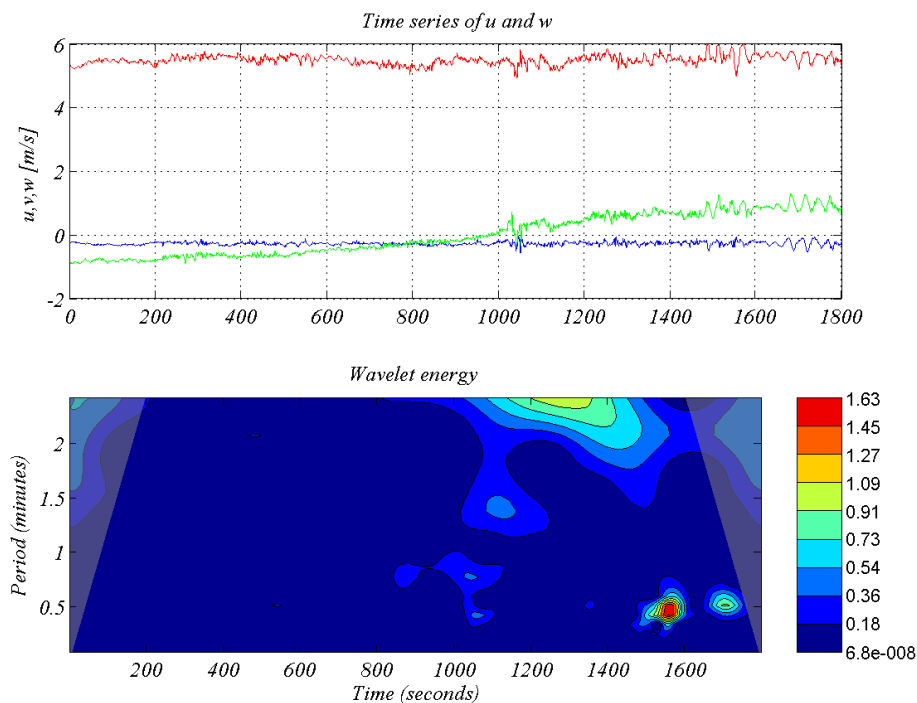 Time series of u and w
u,v,w [m/s]
6
4
2
0
-2
0 200 400 600 800 1000 1200 1400 1600 1800
Wavelet energy
Period (minutes)
2
1.5
1
0.5
200 400 600 800 1000 1200 1400 1600
Time (seconds)
1.63
1.45
1.27
1.09
0.91
0.73
0.54
0.36
0.18
6.8e-008